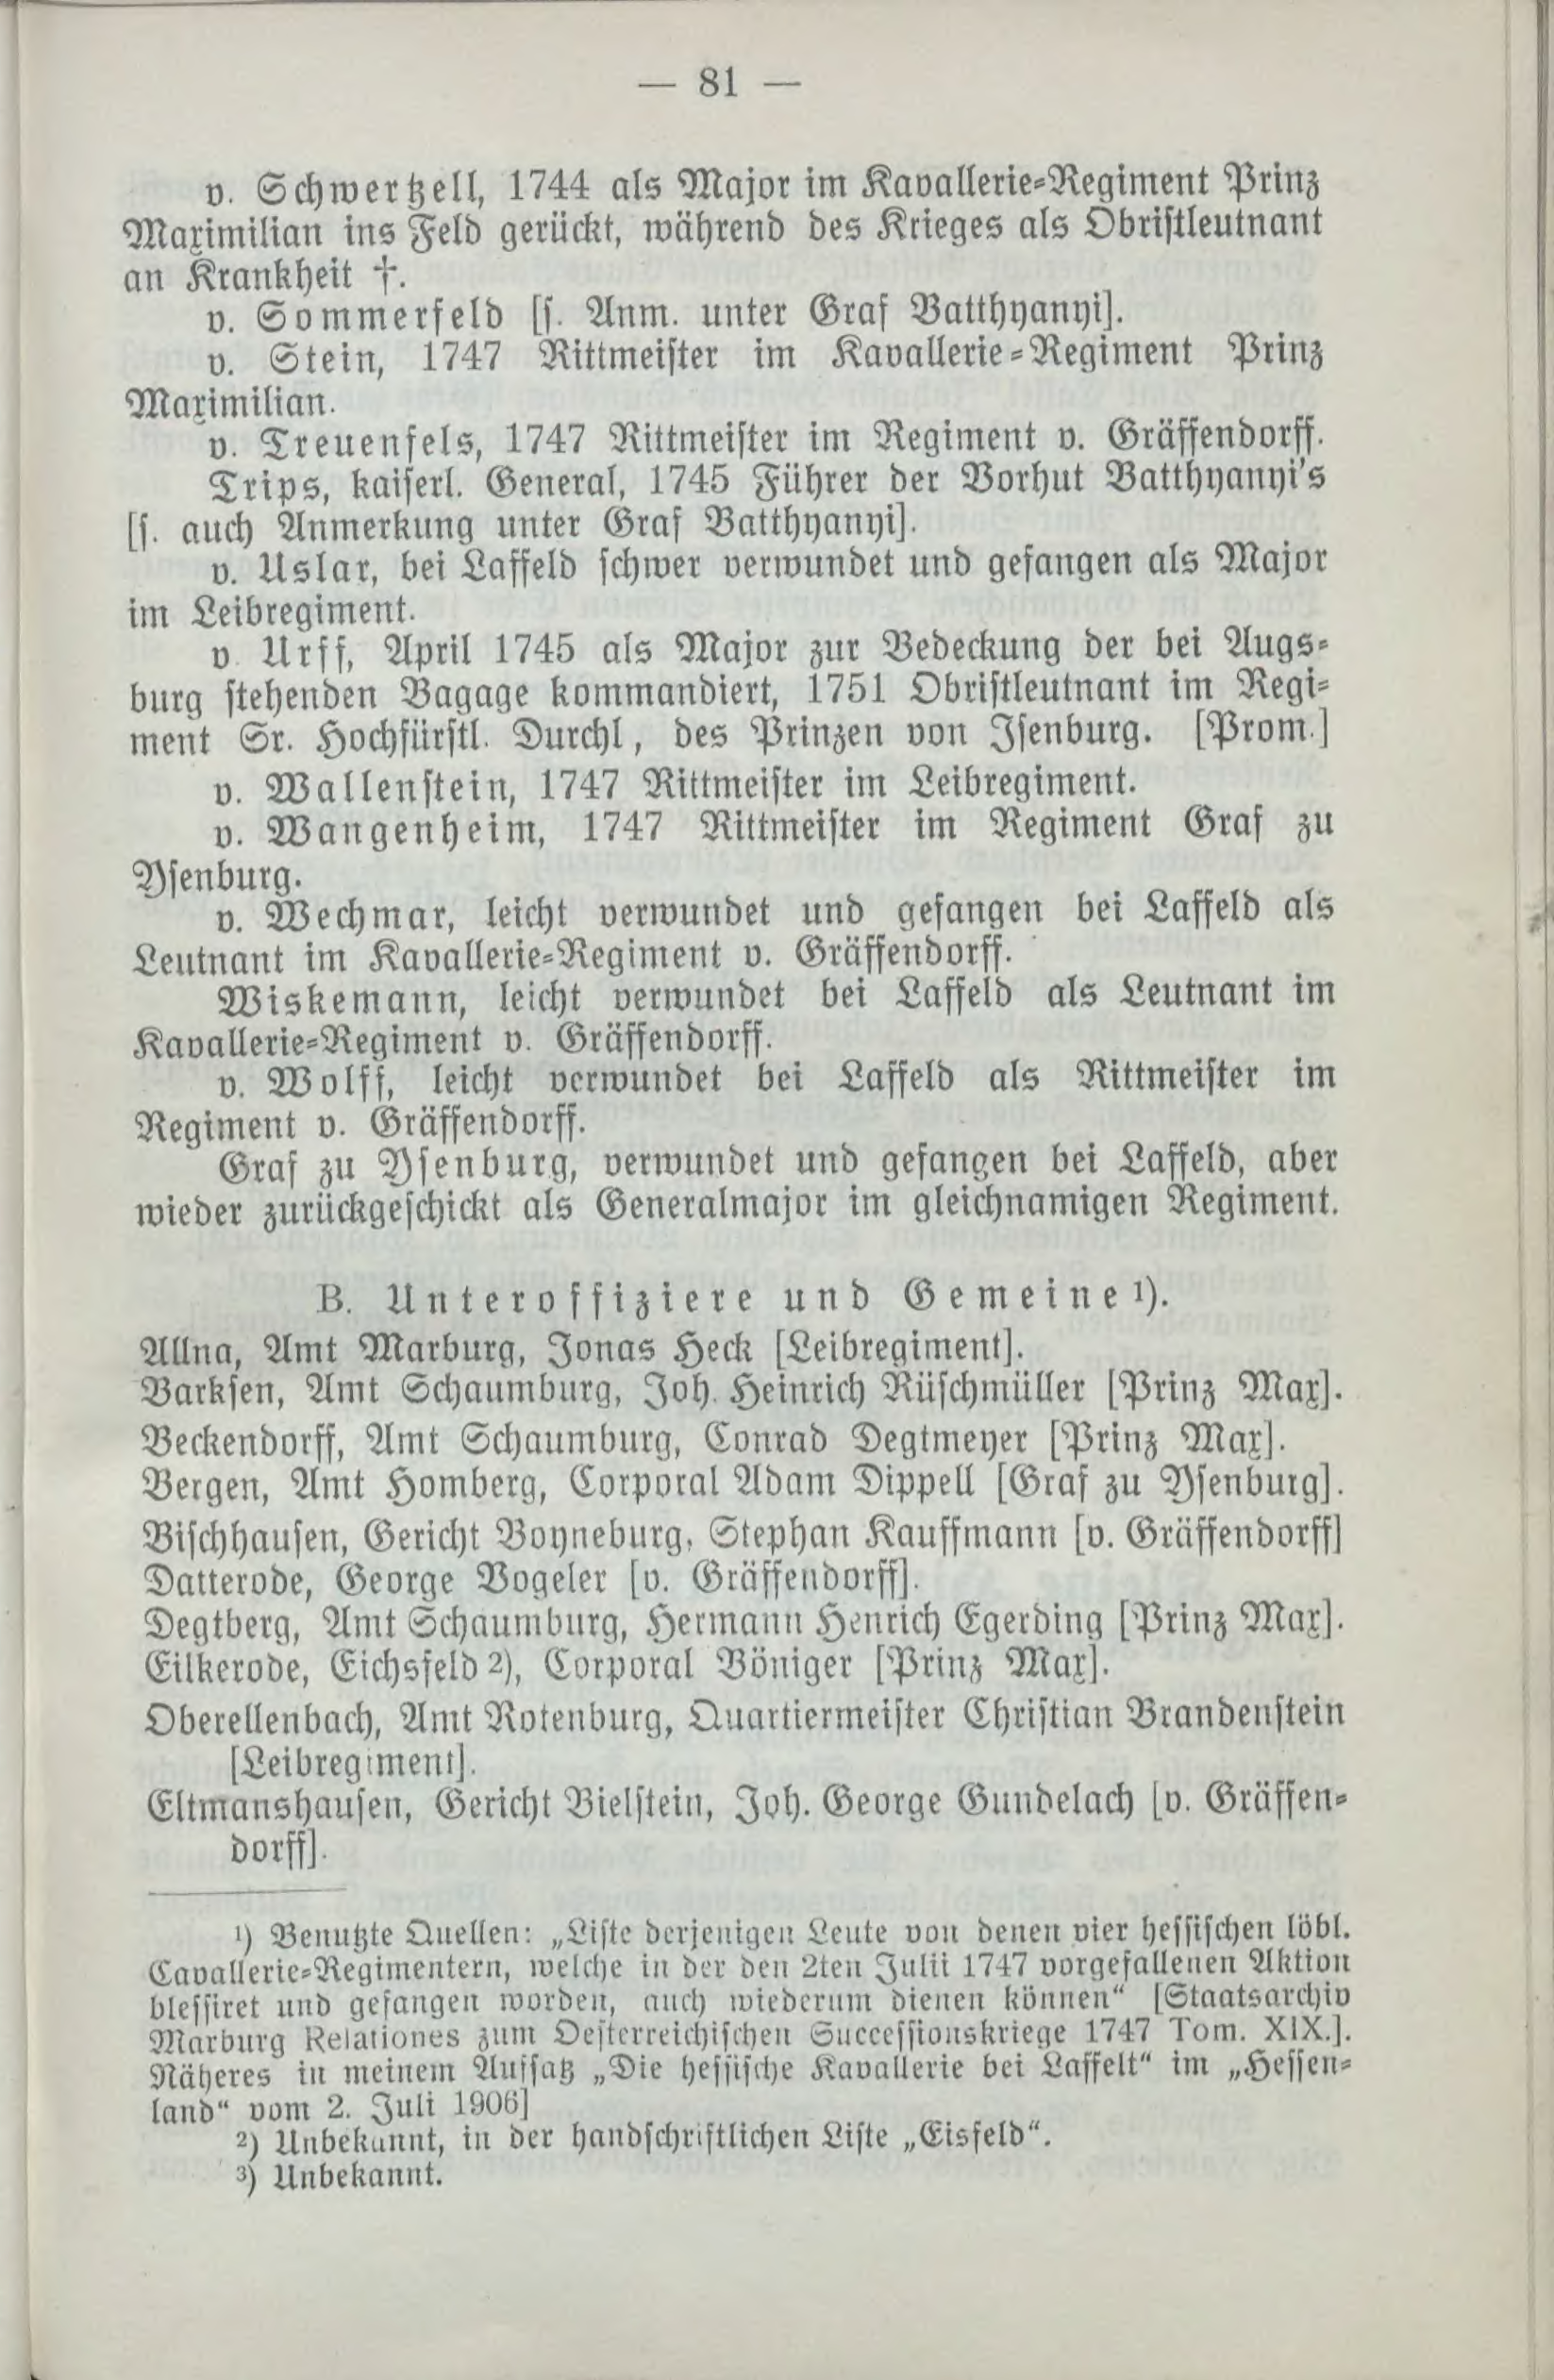 — 81 —
v. Schwertzell, 1744 als Major im Kavallerie-Regiment Prinz
Maximilian ins Feld gerückt, während des Krieges als Obristleutnant
an Krankheit †.
v. Sommerfeld [s. Anm. unter Graf Batthyanyi].
v. Stein, 1747 Rittmeister im Kavallerie-Regiment Prinz
Maximilian.
v. Treuenfels, 1747 Rittmeister im Regiment v. Gräffendorff.
Trips, kaiserl. General, 1745 Führer der Vorhut Batthyanyi's
[s. auch Anmerkung unter Graf Batthyanyi].
v. Uslar, bei Laffeld schwer verwundet und gefangen als Major
im Leibregiment.
v. Urff, April 1745 als Major zur Bedeckung der bei Augs-
burg stehenden Bagage kommandiert, 1751 Obristleutnant im Regi-
ment Sr. Hochfürstl. Durchl, des Prinzen von Isenburg. [Prom.]
v. Wallenstein, 1747 Rittmeister im Leibregiment.
v. Wangenheim, 1747 Rittmeister im Regiment Graf zu
Ysenburg.
v. Wechmar, leicht verwundet und gefangen bei Laffeld als
Leutnant im Kavallerie-Regiment v. Gräffendorff.
Wiskemann, leicht verwundet bei Laffeld als Leutnant im
Kavallerie-Regiment v. Gräffendorff.
v. Wolff, leicht verwundet bei Laffeld als Rittmeister im
Regiment v. Gräffendorff.
Graf zu Ysenburg, verwundet und gefangen bei Laffeld, aber
wieder zurückgeschickt als Generalmajor im gleichnamigen Regiment.
B. Unteroffiziere und Gemeine 1).
Allna, Amt Marburg, Jonas Heck [Leibregiment].
Barksen, Amt Schaumburg, Joh. Heinrich Rüschmüller [Prinz Max].
Beckendorff, Amt Schaumburg, Conrad Degtmeyer [Prinz Max].
Bergen, Amt Homberg, Corporal Adam Dippell [Graf zu Ysenburg].
Bischhausen, Gericht Boyneburg, Stephan Kauffmann [v. Gräffendorff]
Datterode, George Vogeler [v. Gräffendorff].
Degtberg, Amt Schaumburg, Hermann Henrich Egerding [Prinz Max].
Eilkerode, Eichsfeld 2), Corporal Böniger [Prinz Max].
Oberellenbach, Amt Rotenburg, Quartiermeister Christian Brandenstein
[Leibregiment].
Eltmanshausen, Gericht Bielstein, Joh. George Gundelach [v. Gräffen-
dorff].
1) Benutzte Quellen: „Liste derjenigen Leute von denen vier hessischen löbl.
Cavallerie-Regimentern, welche in der den 2ten Julii 1747 vorgefallenen Aktion
blessiret und gefangen worden, auch wiederum dienen können“ [Staatsarchiv
Marburg Relationes zum Oesterreichischen Successionskriege 1747 Tom. XIX.].
Näheres in meinem Aufsatz „Die hessische Kavallerie bei Laffelt“ im „Hessen-
land“ vom 2. Juli 1906]
2) Unbekannt, in der handschriftlichen Liste „Eisfeld“.
3) Unbekannt.